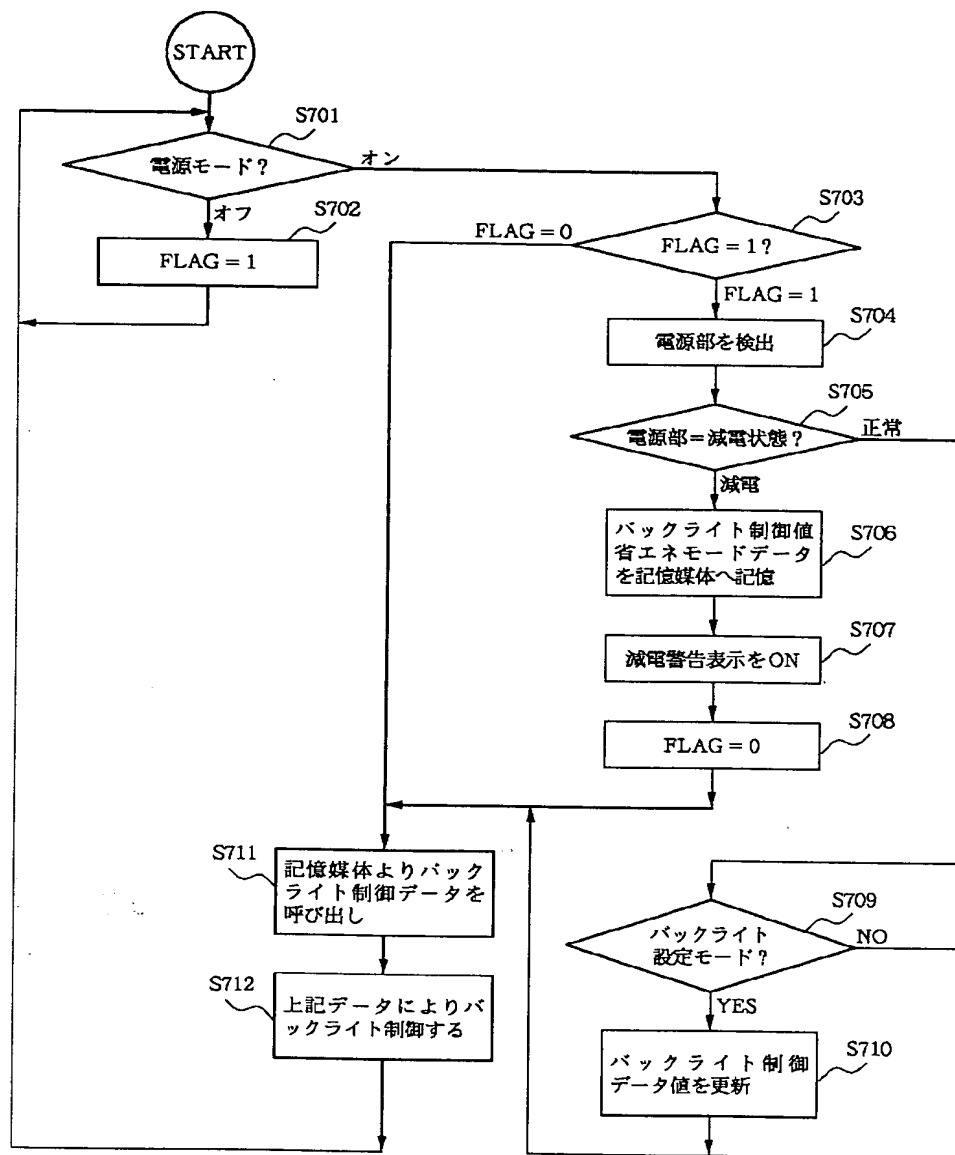 START
S701
電源モード?
オン
オフ
S702
FLAG = 1
S703
FLAG = 0
FLAG = 1?
FLAG = 1
S704
電源部を検出
S705
電源部=減電状態?
正常
減電
S706
バックライト制御値
省エネモードデータ
を記憶媒体へ記憶
S707
減電警告表示をON
S708
FLAG = 0
S711
記憶媒体よりバック
ライト制御データを
呼び出し
S709
バックライト
設定モード?
NO
YES
S712
上記データによりバ
ックライト制御する
S710
バックライト制御
データ値を更新